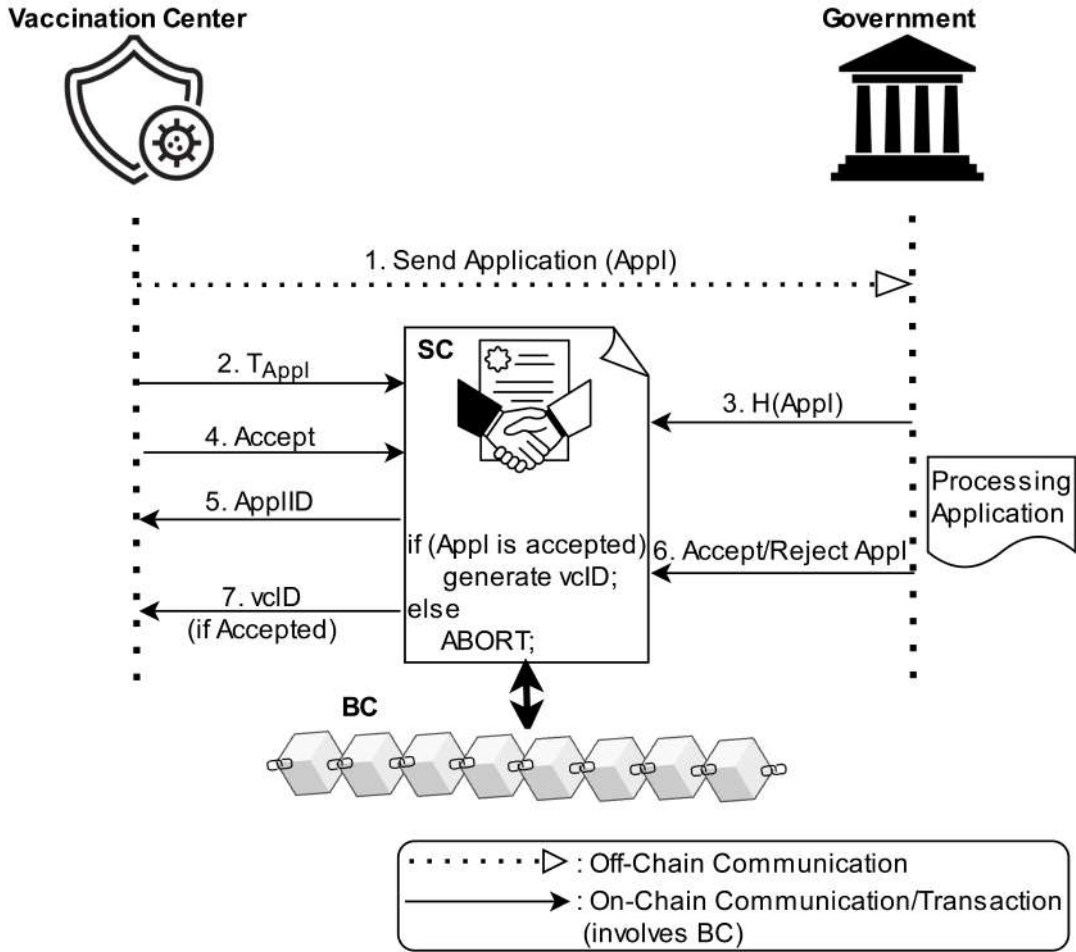 Vaccination Center
Government
1. Send Application (Appl)
SC
2. TAppl
3. H(Appl)
4. Accept
Processing
Application
5. ApplID
if (Appl is accepted)
generate vcID;
6. Accept/Reject Appl
7. vcID
(if Accepted)
else
ABORT;
BC
: Off-Chain Communication
: On-Chain Communication/Transaction
(involves BC)